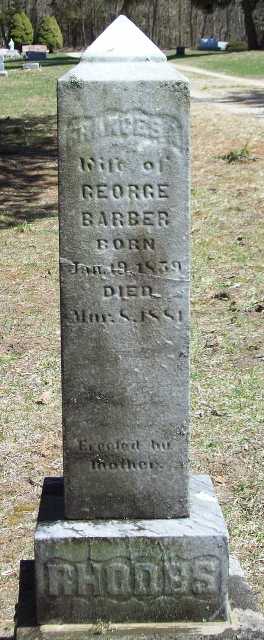 FRANCES A.
Wife of
GEORGE
BARBER
BORN
Jan. 19, 1859
DIED
Mar. 8, 1881
Erected by
mother.
RHODES